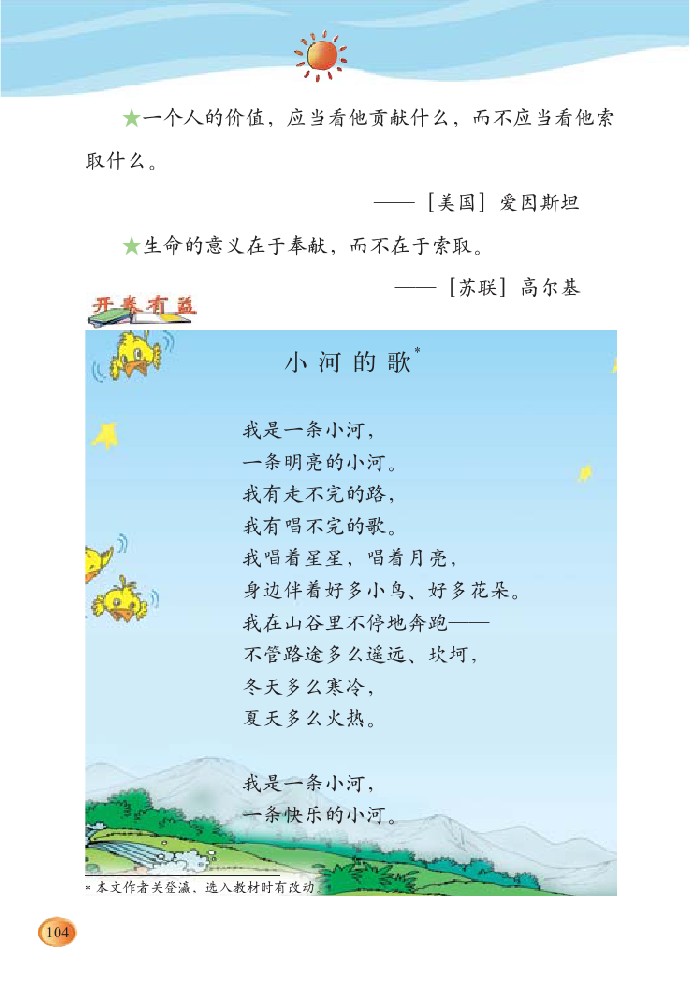 ★一个人的价值，应当看他贡献什么，而不应当看他索
取什么。
——［美国］爱因斯坦
★生命的意义在于奉献，而不在于索取。
——［苏联］高尔基
开卷有益
小河的歌*
我是一条小河，
一条明亮的小河。
我有走不完的路，
我有唱不完的歌。
我唱着星星，唱着月亮，
身边伴着好多小鸟、好多花朵。
我在山谷里不停地奔跑——
不管路途多么遥远、坎坷，
冬天多么寒冷，
夏天多么火热。
我是一条小河，
一条快乐的小河。
* 本文作者关登瀛、选入教材时有改动。
104